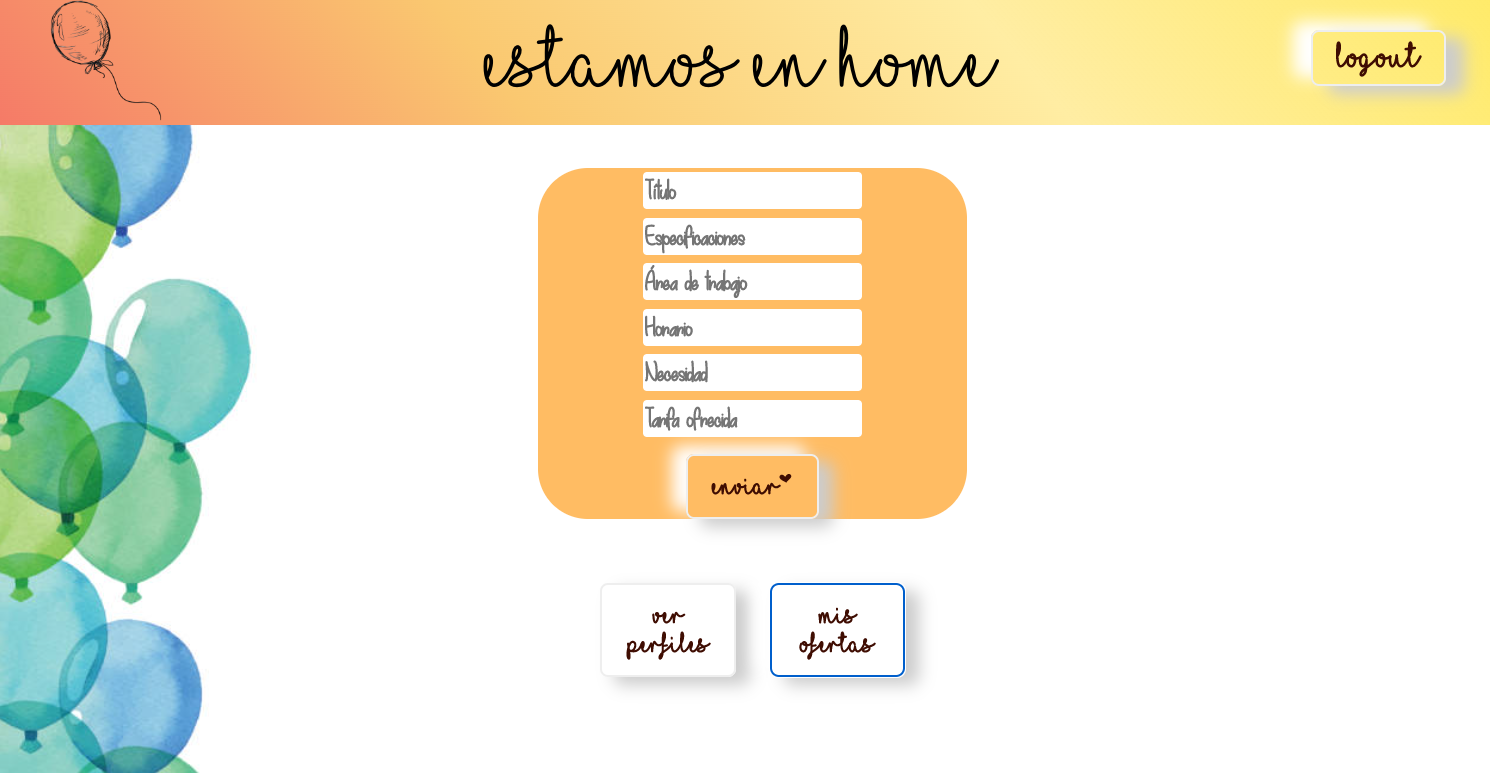 estamos en home
logout
Título
Especificaciones
Área de trabajo
Horario
Necesidad
Tarifa ofrecida
enviar♥
ver
perfiles
mis
ofertas